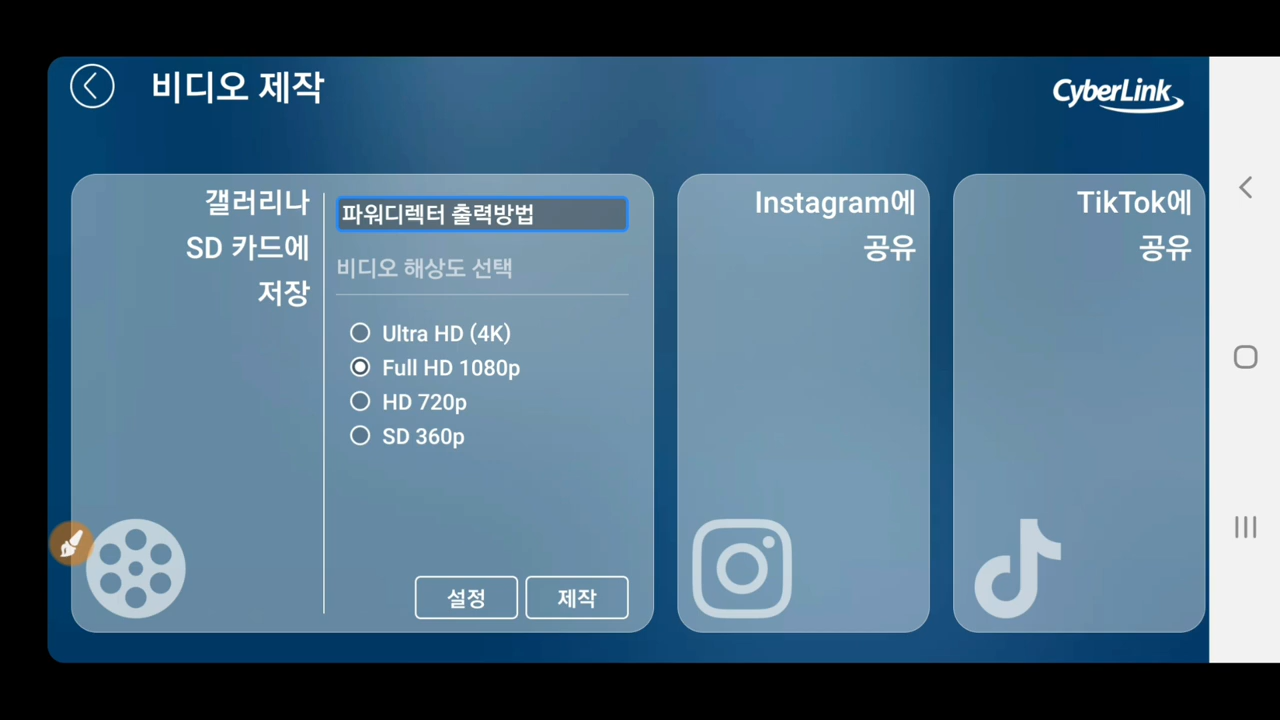 비디오 제작
CyberLink
갤러리나
SD 카드에
저장
파워디렉터 출력방법
비디오 해상도 선택
Ultra HD (4K)
Full HD 1080p
HD 720p
SD 360p
설정
제작
Instagram에
공유
TikTok에
공유